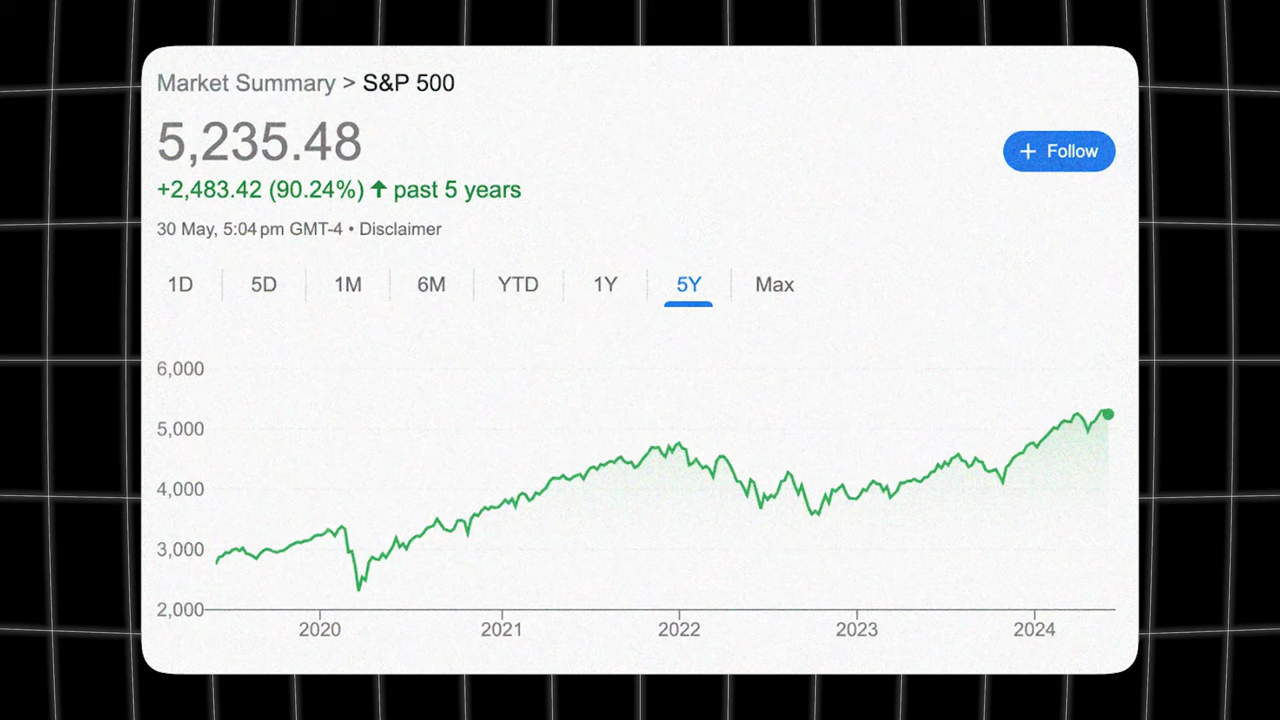 Market Summary > S&P 500
5,235.48
+ Follow
+2,483.42 (90.24%) ↑ past 5 years
30 May, 5:04 pm GMT-4 • Disclaimer
1D 5D 1M 6M YTD 1Y 5Y Max
6,000
5,000
4,000
3,000
2,000
2020 2021 2022 2023 2024